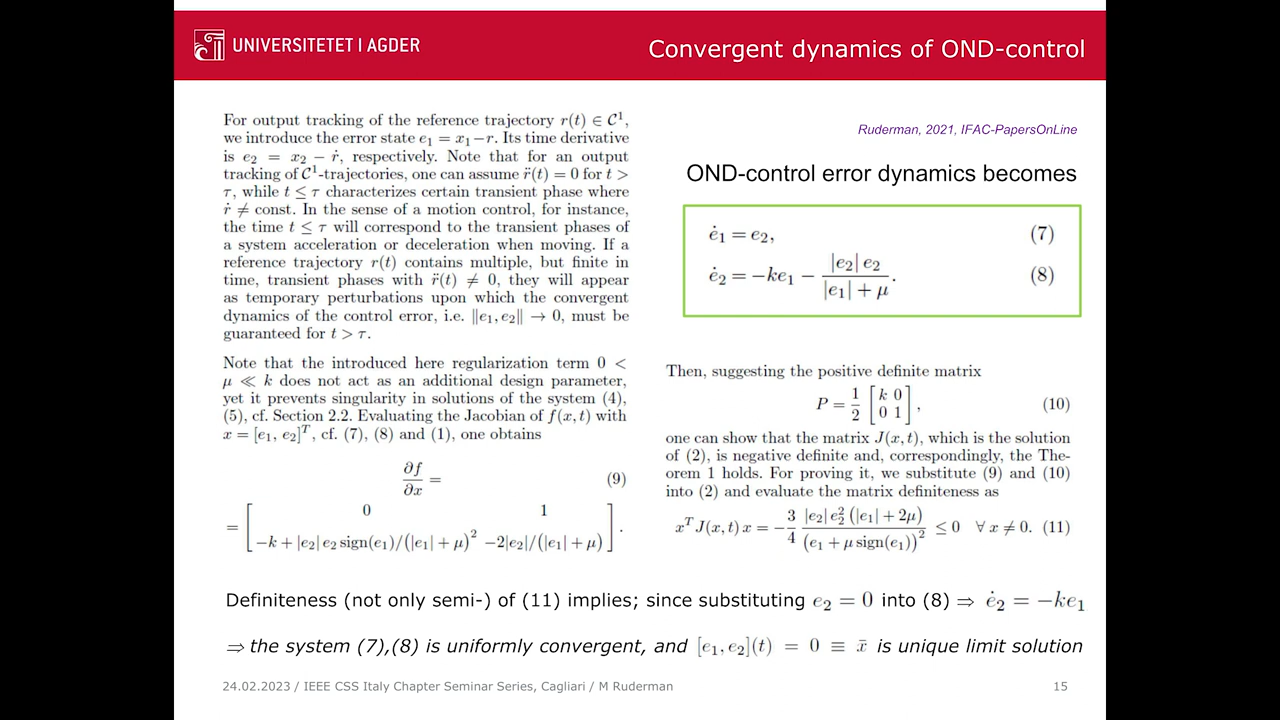 UNIVERSITETET I AGDER
Convergent dynamics of OND-control
For output tracking of the reference trajectory r(t) ∈ 𝒞¹,
we introduce the error state e₁ = x₁−r. Its time derivative
is e₂ = x₂ − ṙ, respectively. Note that for an output
tracking of 𝒞¹-trajectories, one can assume r̈(t) = 0 for t >
τ, while t ≤ τ characterizes certain transient phase where
ṙ ≠ const. In the sense of a motion control, for instance,
the time t ≤ τ will correspond to the transient phases of
a system acceleration or deceleration when moving. If a
reference trajectory r(t) contains multiple, but finite in
time, transient phases with r̈(t) ≠ 0, they will appear
as temporary perturbations upon which the convergent
dynamics of the control error, i.e. ‖e₁, e₂‖ → 0, must be
guaranteed for t > τ.
Note that the introduced here regularization term 0 <
μ ≪ k does not act as an additional design parameter,
yet it prevents singularity in solutions of the system (4),
(5), cf. Section 2.2. Evaluating the Jacobian of f(x, t) with
x = [e₁, e₂]ᵀ, cf. (7), (8) and (1), one obtains
∂f/∂x = (9)
= [ 0 1
−k + |e₂| e₂ sign(e₁)/(|e₁| + μ)² −2|e₂|/(|e₁| + μ) ].
Ruderman, 2021, IFAC-PapersOnLine
OND-control error dynamics becomes
ė₁ = e₂, (7)
ė₂ = −ke₁ − |e₂| e₂ / (|e₁| + μ). (8)
Then, suggesting the positive definite matrix
P = 1/2 [k 0; 0 1], (10)
one can show that the matrix J(x, t), which is the solution
of (2), is negative definite and, correspondingly, the The-
orem 1 holds. For proving it, we substitute (9) and (10)
into (2) and evaluate the matrix definiteness as
xᵀJ(x, t) x = −3/4 |e₂| e₂² (|e₁| + 2μ) / (e₁ + μ sign(e₁))² ≤ 0 ∀ x ≠ 0. (11)
Definiteness (not only semi-) of (11) implies; since substituting e₂ = 0 into (8) ⇒ ė₂ = −ke₁
⇒ the system (7),(8) is uniformly convergent, and [e₁, e₂](t) = 0 ≡ x̄ is unique limit solution
24.02.2023 / IEEE CSS Italy Chapter Seminar Series, Cagliari / M Ruderman
15